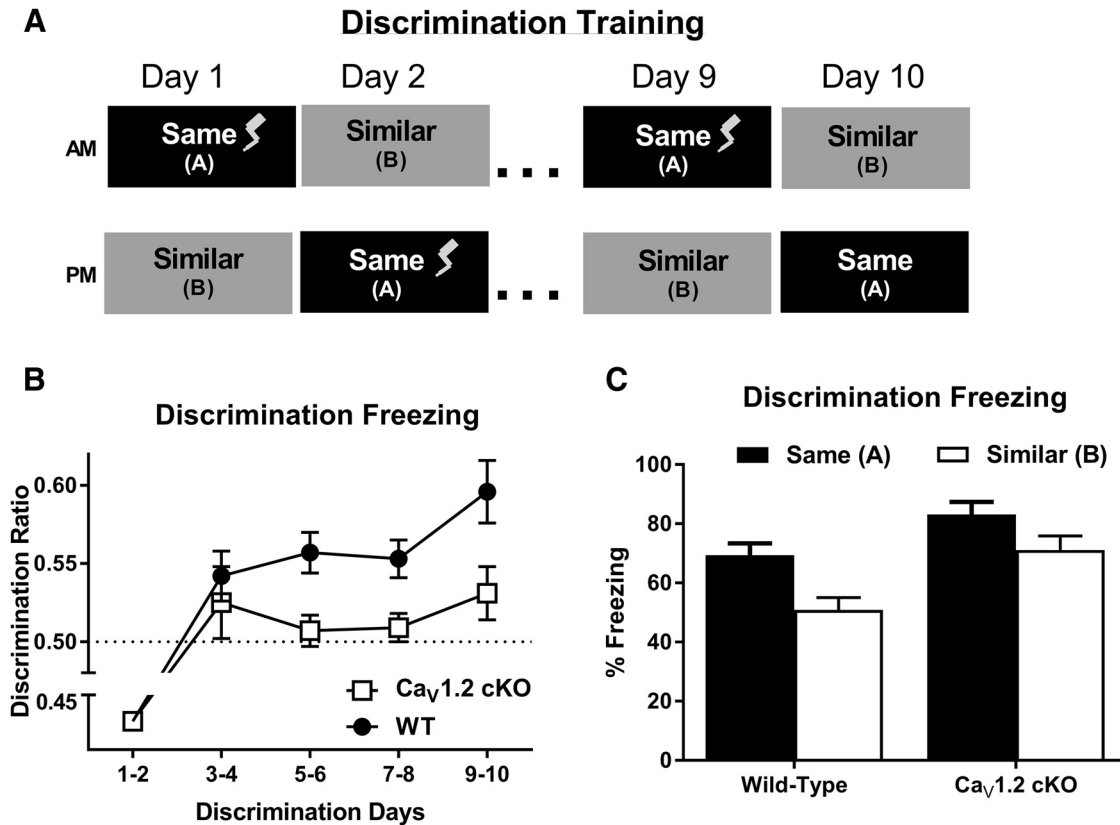 A
Discrimination Training
Day 1 Day 2 Day 9 Day 10
AM
Same
(A)
Similar
(B)
...
Same
(A)
Similar
(B)
PM
Similar
(B)
Same
(A)
...
Similar
(B)
Same
(A)
B
Discrimination Freezing
Discrimination Ratio
0.60
0.55
0.50
0.45
CaV1.2 cKO
WT
1-2 3-4 5-6 7-8 9-10
Discrimination Days
C
Discrimination Freezing
Same (A) Similar (B)
% Freezing
100
80
60
40
20
0
Wild-Type CaV1.2 cKO